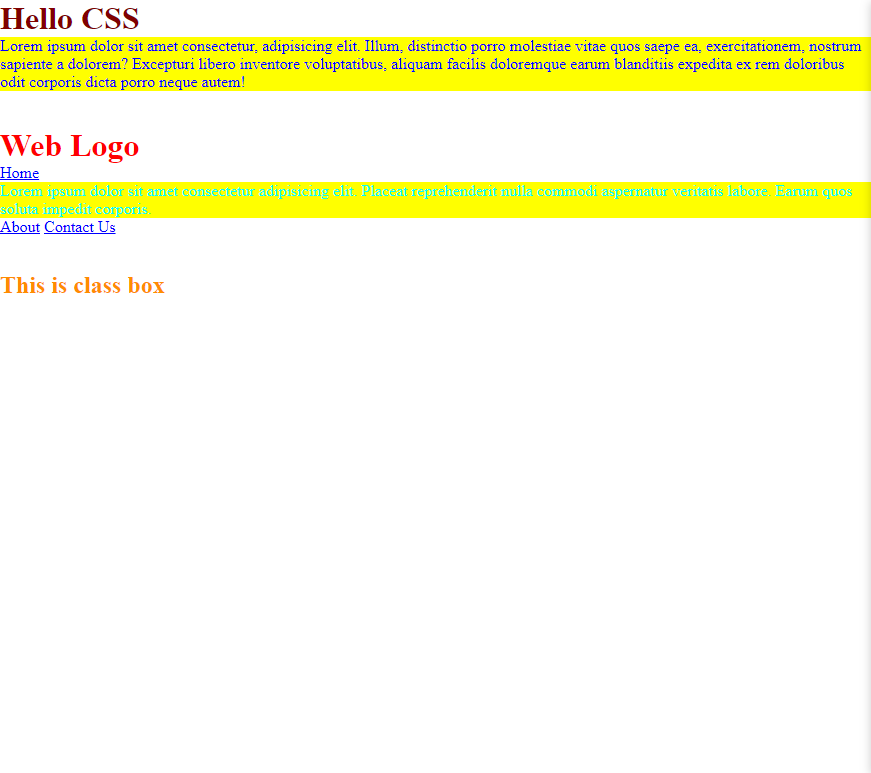 Hello CSS
Lorem ipsum dolor sit amet consectetur, adipisicing elit. Illum, distinctio porro molestiae vitae quos saepe ea, exercitationem, nostrum
sapiente a dolorem? Excepturi libero inventore voluptatibus, aliquam facilis doloremque earum blanditiis expedita ex rem doloribus
odit corporis dicta porro neque autem!
Web Logo
Home
Lorem ipsum dolor sit amet consectetur adipisicing elit. Placeat reprehenderit nulla commodi aspernatur veritatis labore. Earum quos
soluta impedit corporis.
About Contact Us
This is class box